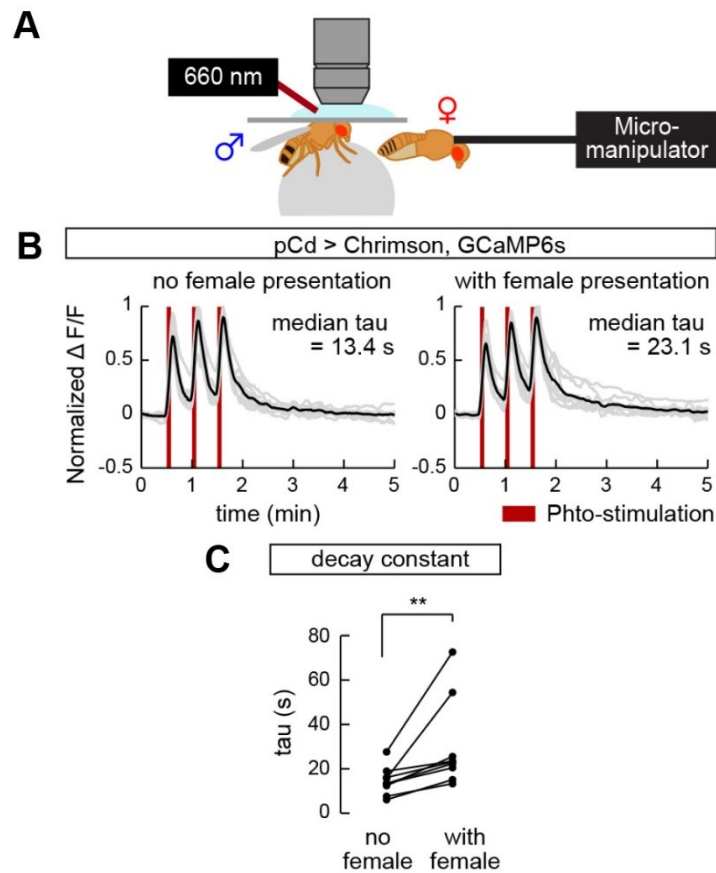 A
660 nm
♂
♀
Micro-
manipulator
B
pCd > Chrimson, GCaMP6s
no female presentation
with female presentation
Normalized Δ F/F
1
0.5
0
-0.5
median tau
= 13.4 s
0 1 2 3 4 5
time (min)
1
0.5
0
-0.5
median tau
= 23.1 s
0 1 2 3 4 5
Phto-stimulation
C
decay constant
**
tau (s)
80
60
40
20
0
no
female
with
female